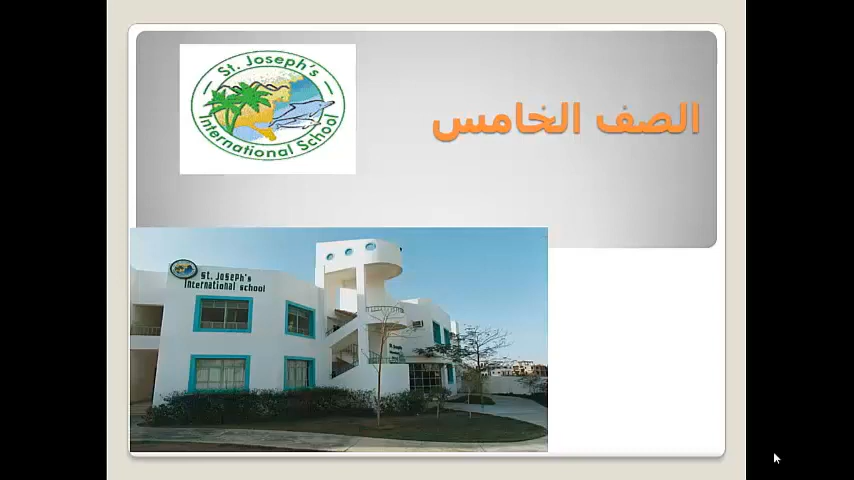 St. Joseph's
International School
الصف الخامس
St. Joseph's
International school